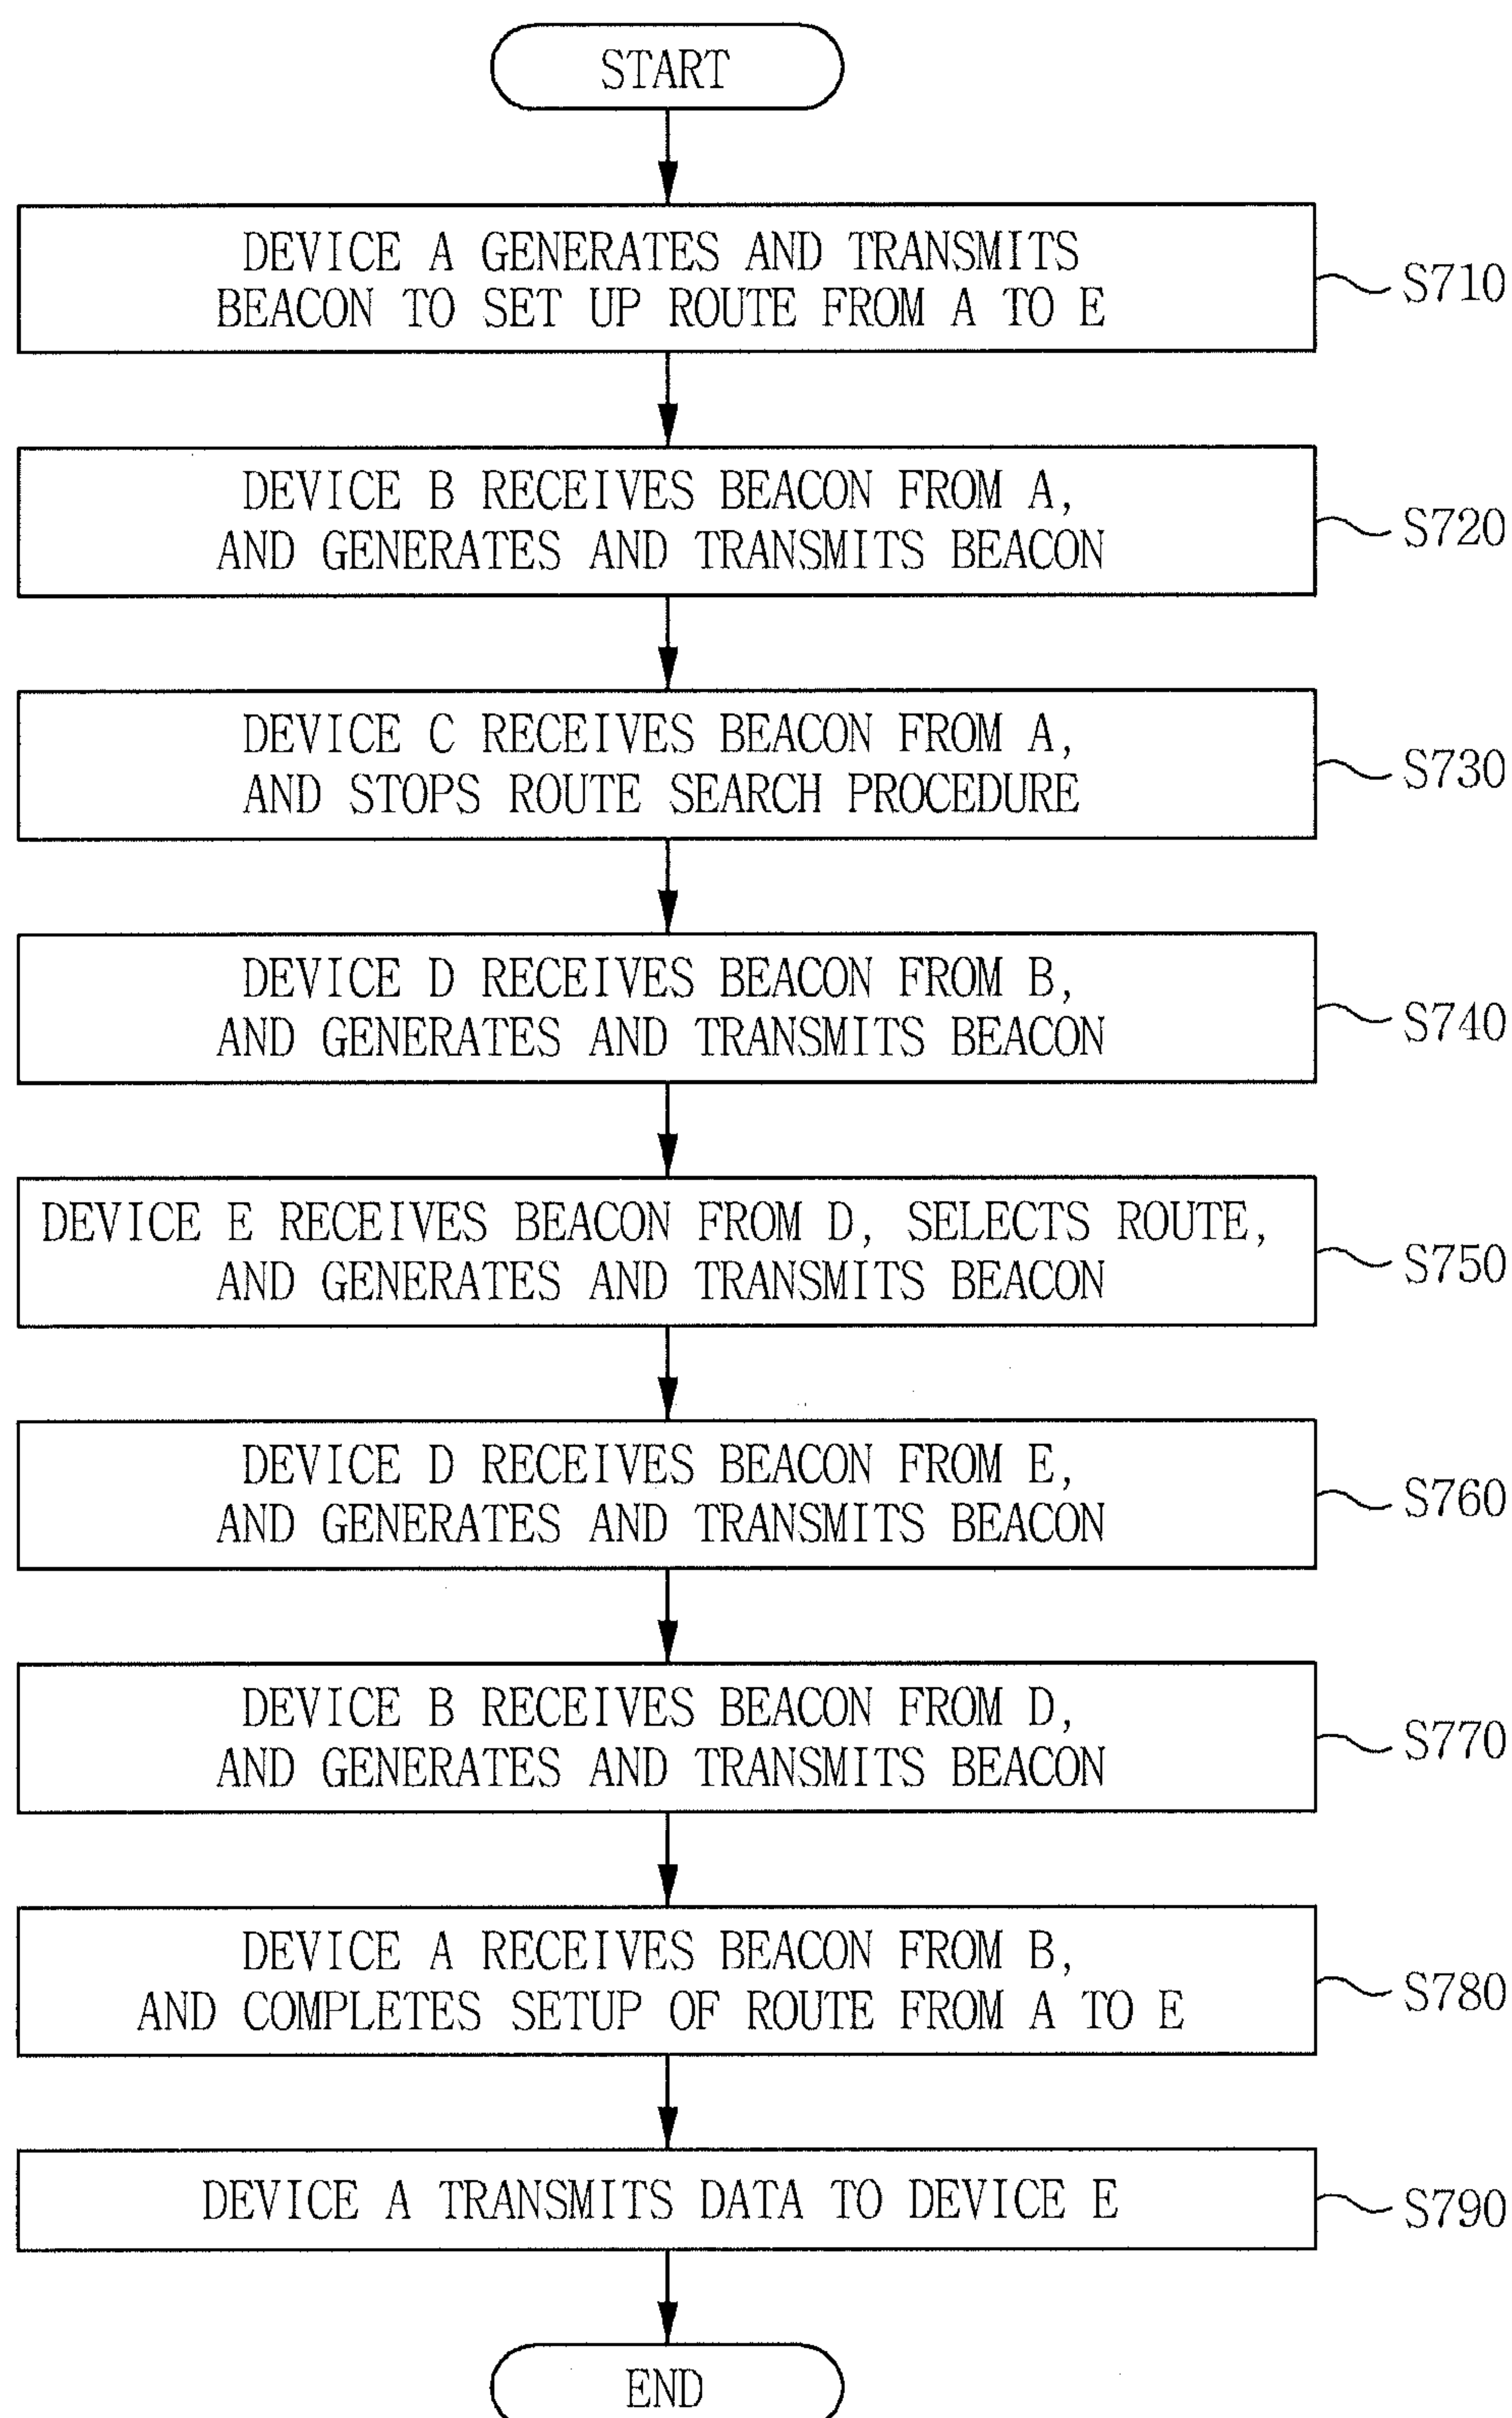 START
DEVICE A GENERATES AND TRANSMITS
BEACON TO SET UP ROUTE FROM A TO E
S710
DEVICE B RECEIVES BEACON FROM A,
AND GENERATES AND TRANSMITS BEACON
S720
DEVICE C RECEIVES BEACON FROM A,
AND STOPS ROUTE SEARCH PROCEDURE
S730
DEVICE D RECEIVES BEACON FROM B,
AND GENERATES AND TRANSMITS BEACON
S740
DEVICE E RECEIVES BEACON FROM D, SELECTS ROUTE,
AND GENERATES AND TRANSMITS BEACON
S750
DEVICE D RECEIVES BEACON FROM E,
AND GENERATES AND TRANSMITS BEACON
S760
DEVICE B RECEIVES BEACON FROM D,
AND GENERATES AND TRANSMITS BEACON
S770
DEVICE A RECEIVES BEACON FROM B,
AND COMPLETES SETUP OF ROUTE FROM A TO E
S780
DEVICE A TRANSMITS DATA TO DEVICE E
S790
END